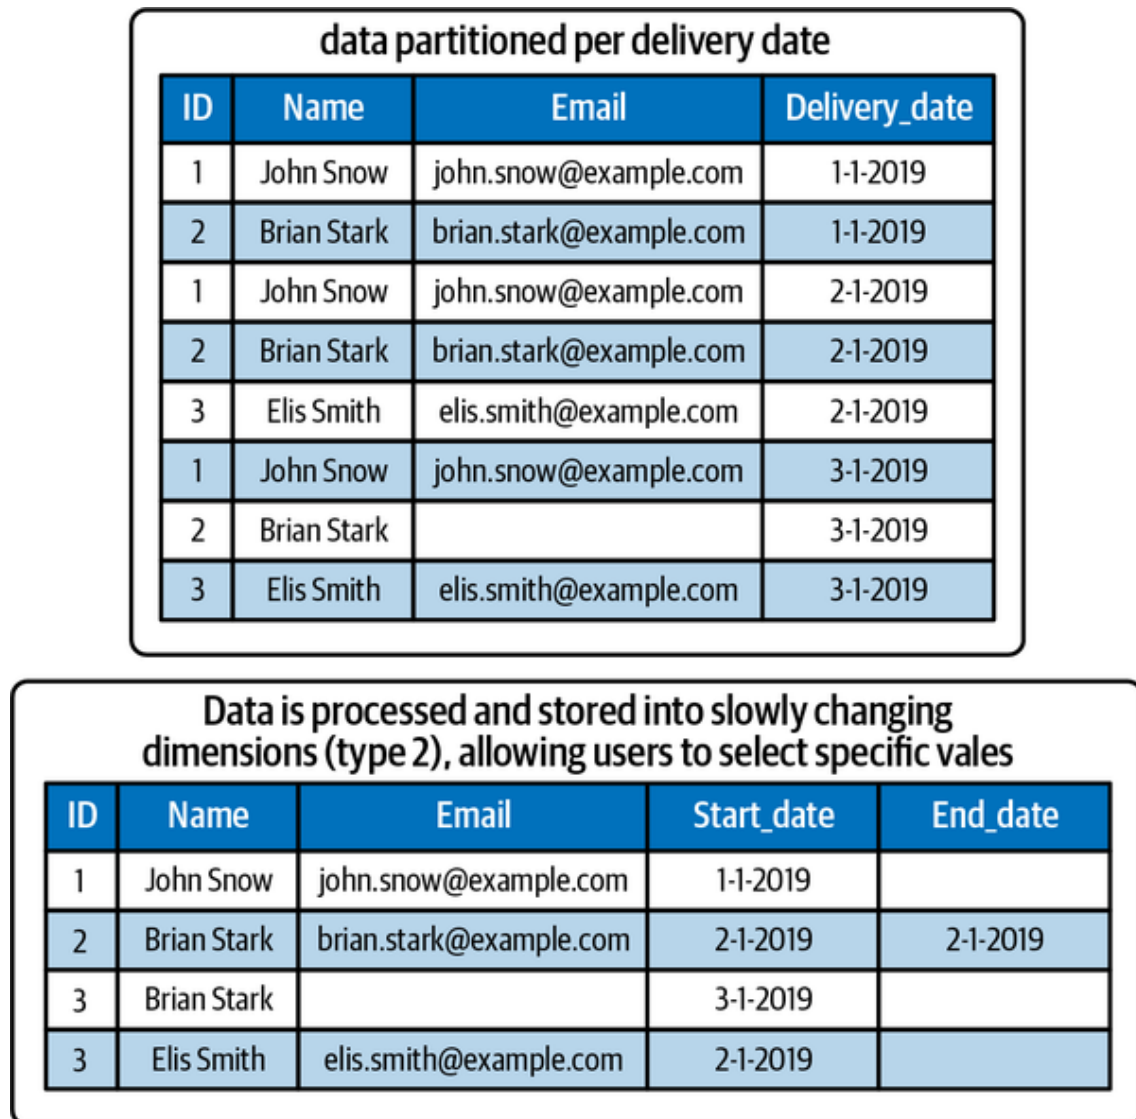 data partitioned per delivery date
ID Name Email Delivery_date
1 John Snow john.snow@example.com 1-1-2019
2 Brian Stark brian.stark@example.com 1-1-2019
1 John Snow john.snow@example.com 2-1-2019
2 Brian Stark brian.stark@example.com 2-1-2019
3 Elis Smith elis.smith@example.com 2-1-2019
1 John Snow john.snow@example.com 3-1-2019
2 Brian Stark 3-1-2019
3 Elis Smith elis.smith@example.com 3-1-2019
Data is processed and stored into slowly changing
dimensions (type 2), allowing users to select specific vales
ID Name Email Start_date End_date
1 John Snow john.snow@example.com 1-1-2019
2 Brian Stark brian.stark@example.com 2-1-2019 2-1-2019
3 Brian Stark 3-1-2019
3 Elis Smith elis.smith@example.com 2-1-2019